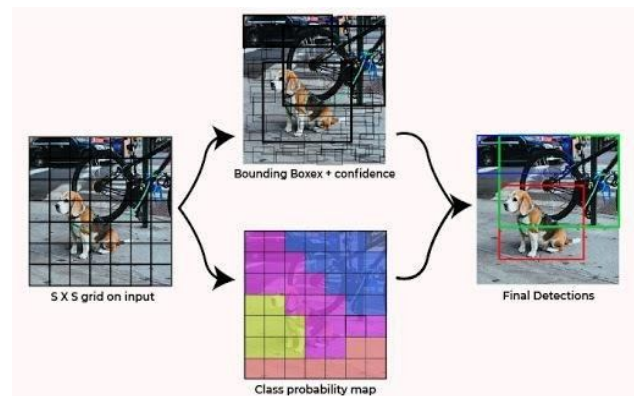 Bounding Boxex + confidence
S X S grid on input
Final Detections
Class probability map